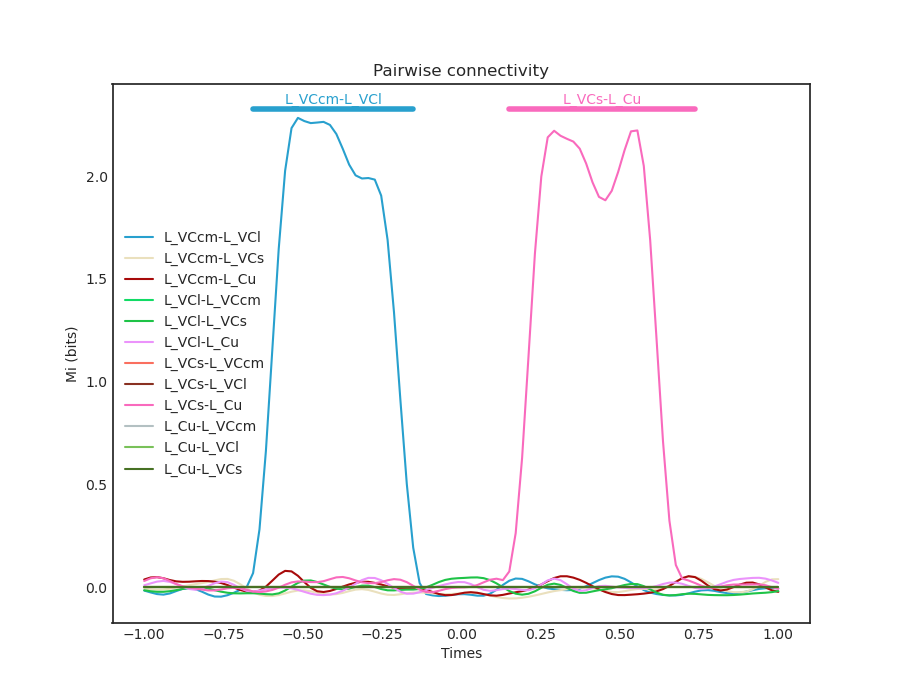 Pairwise connectivity
L_VCcm-L_VCl
L_VCs-L_Cu
2.0
1.5
1.0
0.5
0.0
Mi (bits)
L_VCcm-L_VCl
L_VCcm-L_VCs
L_VCcm-L_Cu
L_VCl-L_VCcm
L_VCl-L_VCs
L_VCl-L_Cu
L_VCs-L_VCcm
L_VCs-L_VCl
L_VCs-L_Cu
L_Cu-L_VCcm
L_Cu-L_VCl
L_Cu-L_VCs
−1.00 −0.75 −0.50 −0.25 0.00 0.25 0.50 0.75 1.00
Times